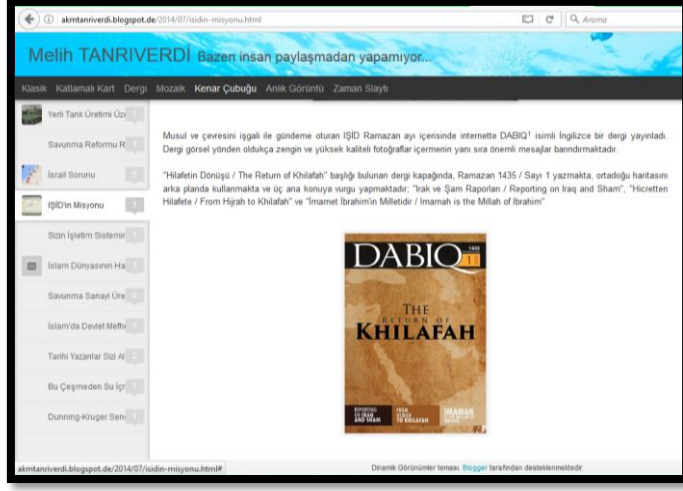 akmtanriverdi.blogspot.de/2014/07/isidin-misyonu.html
Arama
Melih TANRIVERDİ Bazen insan paylaşmadan yapamıyor...
Klasik Katlamalı Kart Dergi Mozaik Kenar Çubuğu Anlık Görüntü Zaman Slaytı
Yerli Tank Üretimi Üz
Savunma Reformu R
İsrail Sorunu
IŞİD'in Misyonu
Sizin İşletim Sistemir
İslam Dünyasının Ha
Savunma Sanayi Üre
İslam'da Devlet Mefh
Tarihi Yazanlar Sizi Al
Bu Çeşmeden Su İçr
Dunning-Kruger Sen
Musul ve çevresini işgali ile gündeme oturan IŞİD Ramazan ayı içerisinde internette DABIQ¹ isimli İngilizce bir dergi yayınladı.
Dergi görsel yönden oldukça zengin ve yüksek kaliteli fotoğraflar içermenin yanı sıra önemli mesajlar barındırmaktadır.
"Hilafetin Dönüşü / The Return of Khilafah" başlığı bulunan dergi kapağında, Ramazan 1435 / Sayı 1 yazmakta, ortadoğu haritasını
arka planda kullanmakta ve üç ana konuya vurgu yapmaktadır; "Irak ve Şam Raporları / Reporting on Iraq and Sham", "Hicretten
Hilafete / From Hijrah to Khilafah" ve "İmamet İbrahim'in Milletidir / Imamah is the Millah of Ibrahim"
DABIQ
THE
RETURN OF
KHILAFAH
REPORTING
ON IRAQ
AND SHAM
FROM
HIJRAH
TO KHILAFAH
IMAMAH
akmtanriverdi.blogspot.de/2014/07/isidin-misyonu.html#
Dinamik Görünümler teması. Blogger tarafından desteklenmektedir.